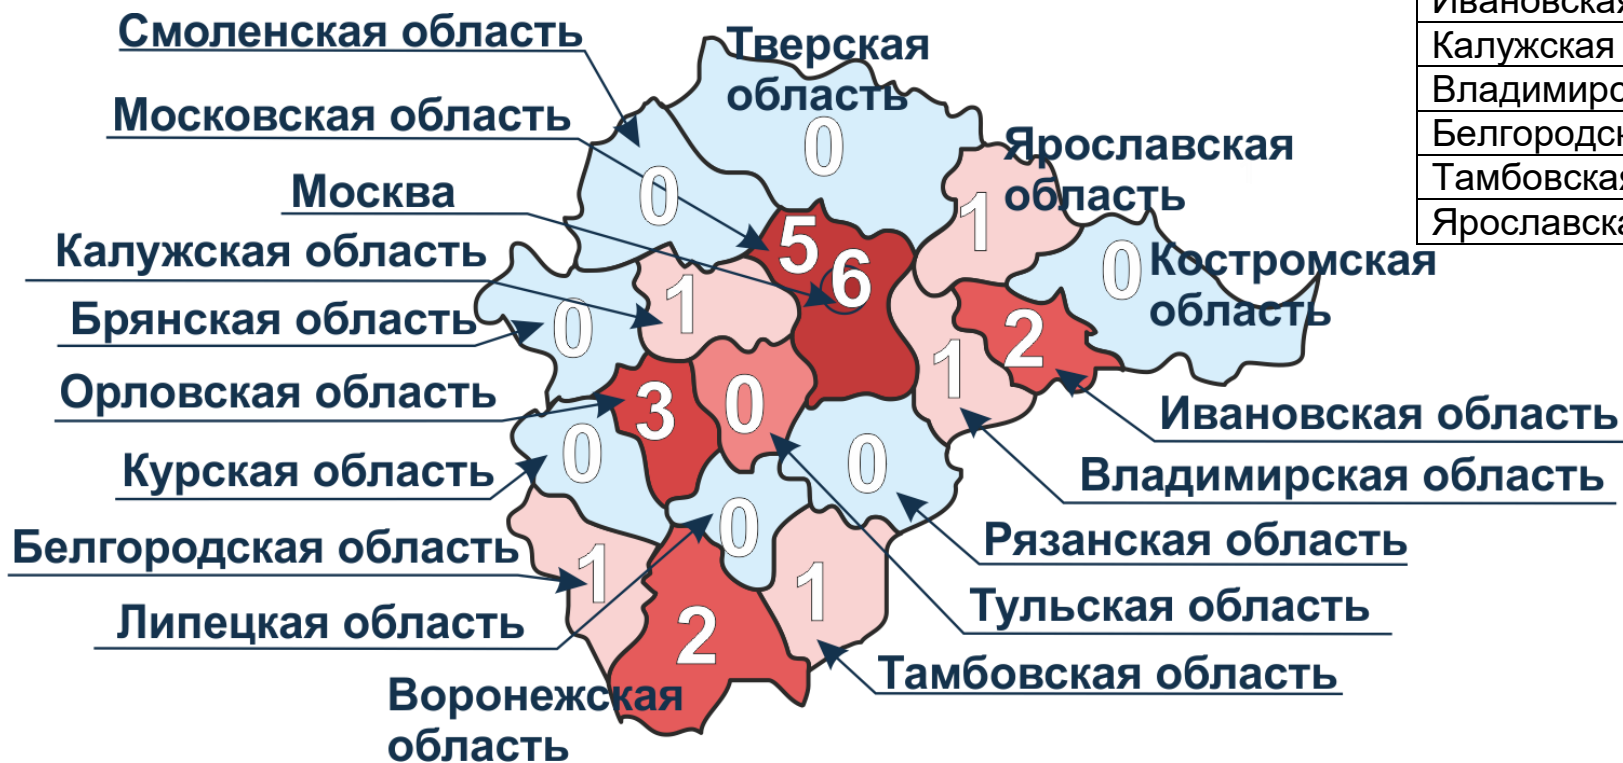 Смоленская область
Московская область
Москва
Калужская область
Брянская область
Орловская область
Курская область
Белгородская область
Липецкая область
Воронежская
область
Тверская
область
Ярославская
область
Костромская
область
Ивановская область
Владимирская область
Рязанская область
Тульская область
Тамбовская область
0
0
1
0
5
6
1
0
1
2
3
0
0
0
0
1
1
2
Калужская